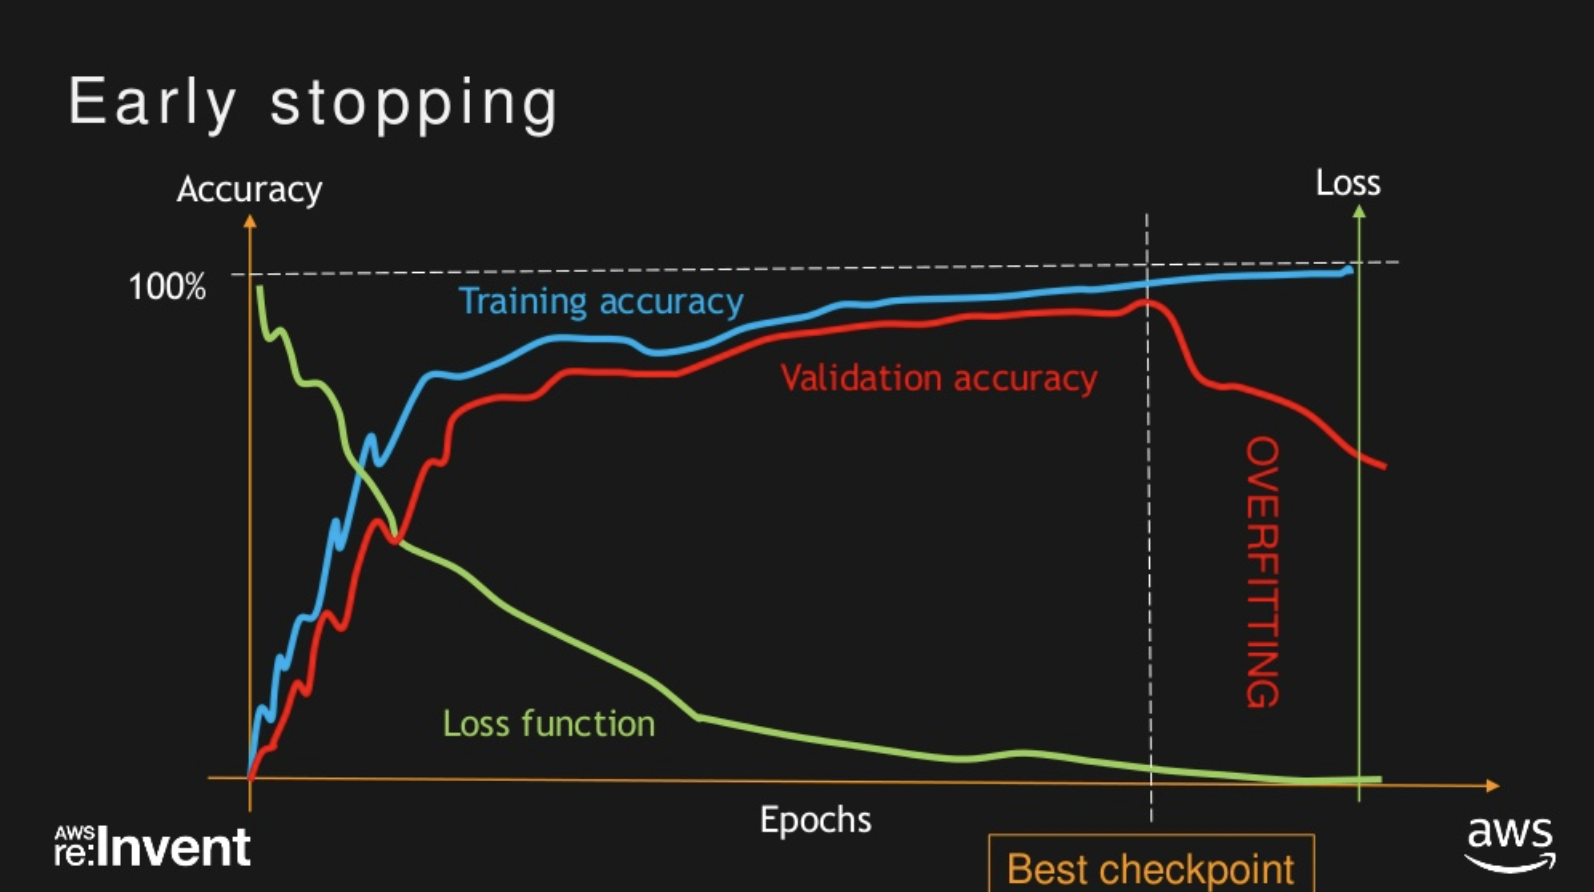 Early stopping
Accuracy
Loss
100%
Training accuracy
Validation accuracy
OVERFITTING
Loss function
Epochs
AWS
re:Invent
aws
Best checkpoint